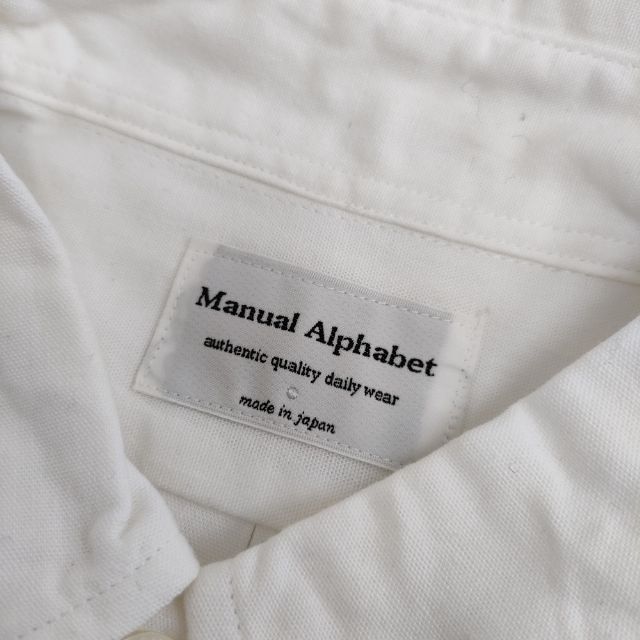 Manual Alphabet
authentic quality daily wear
made in japan